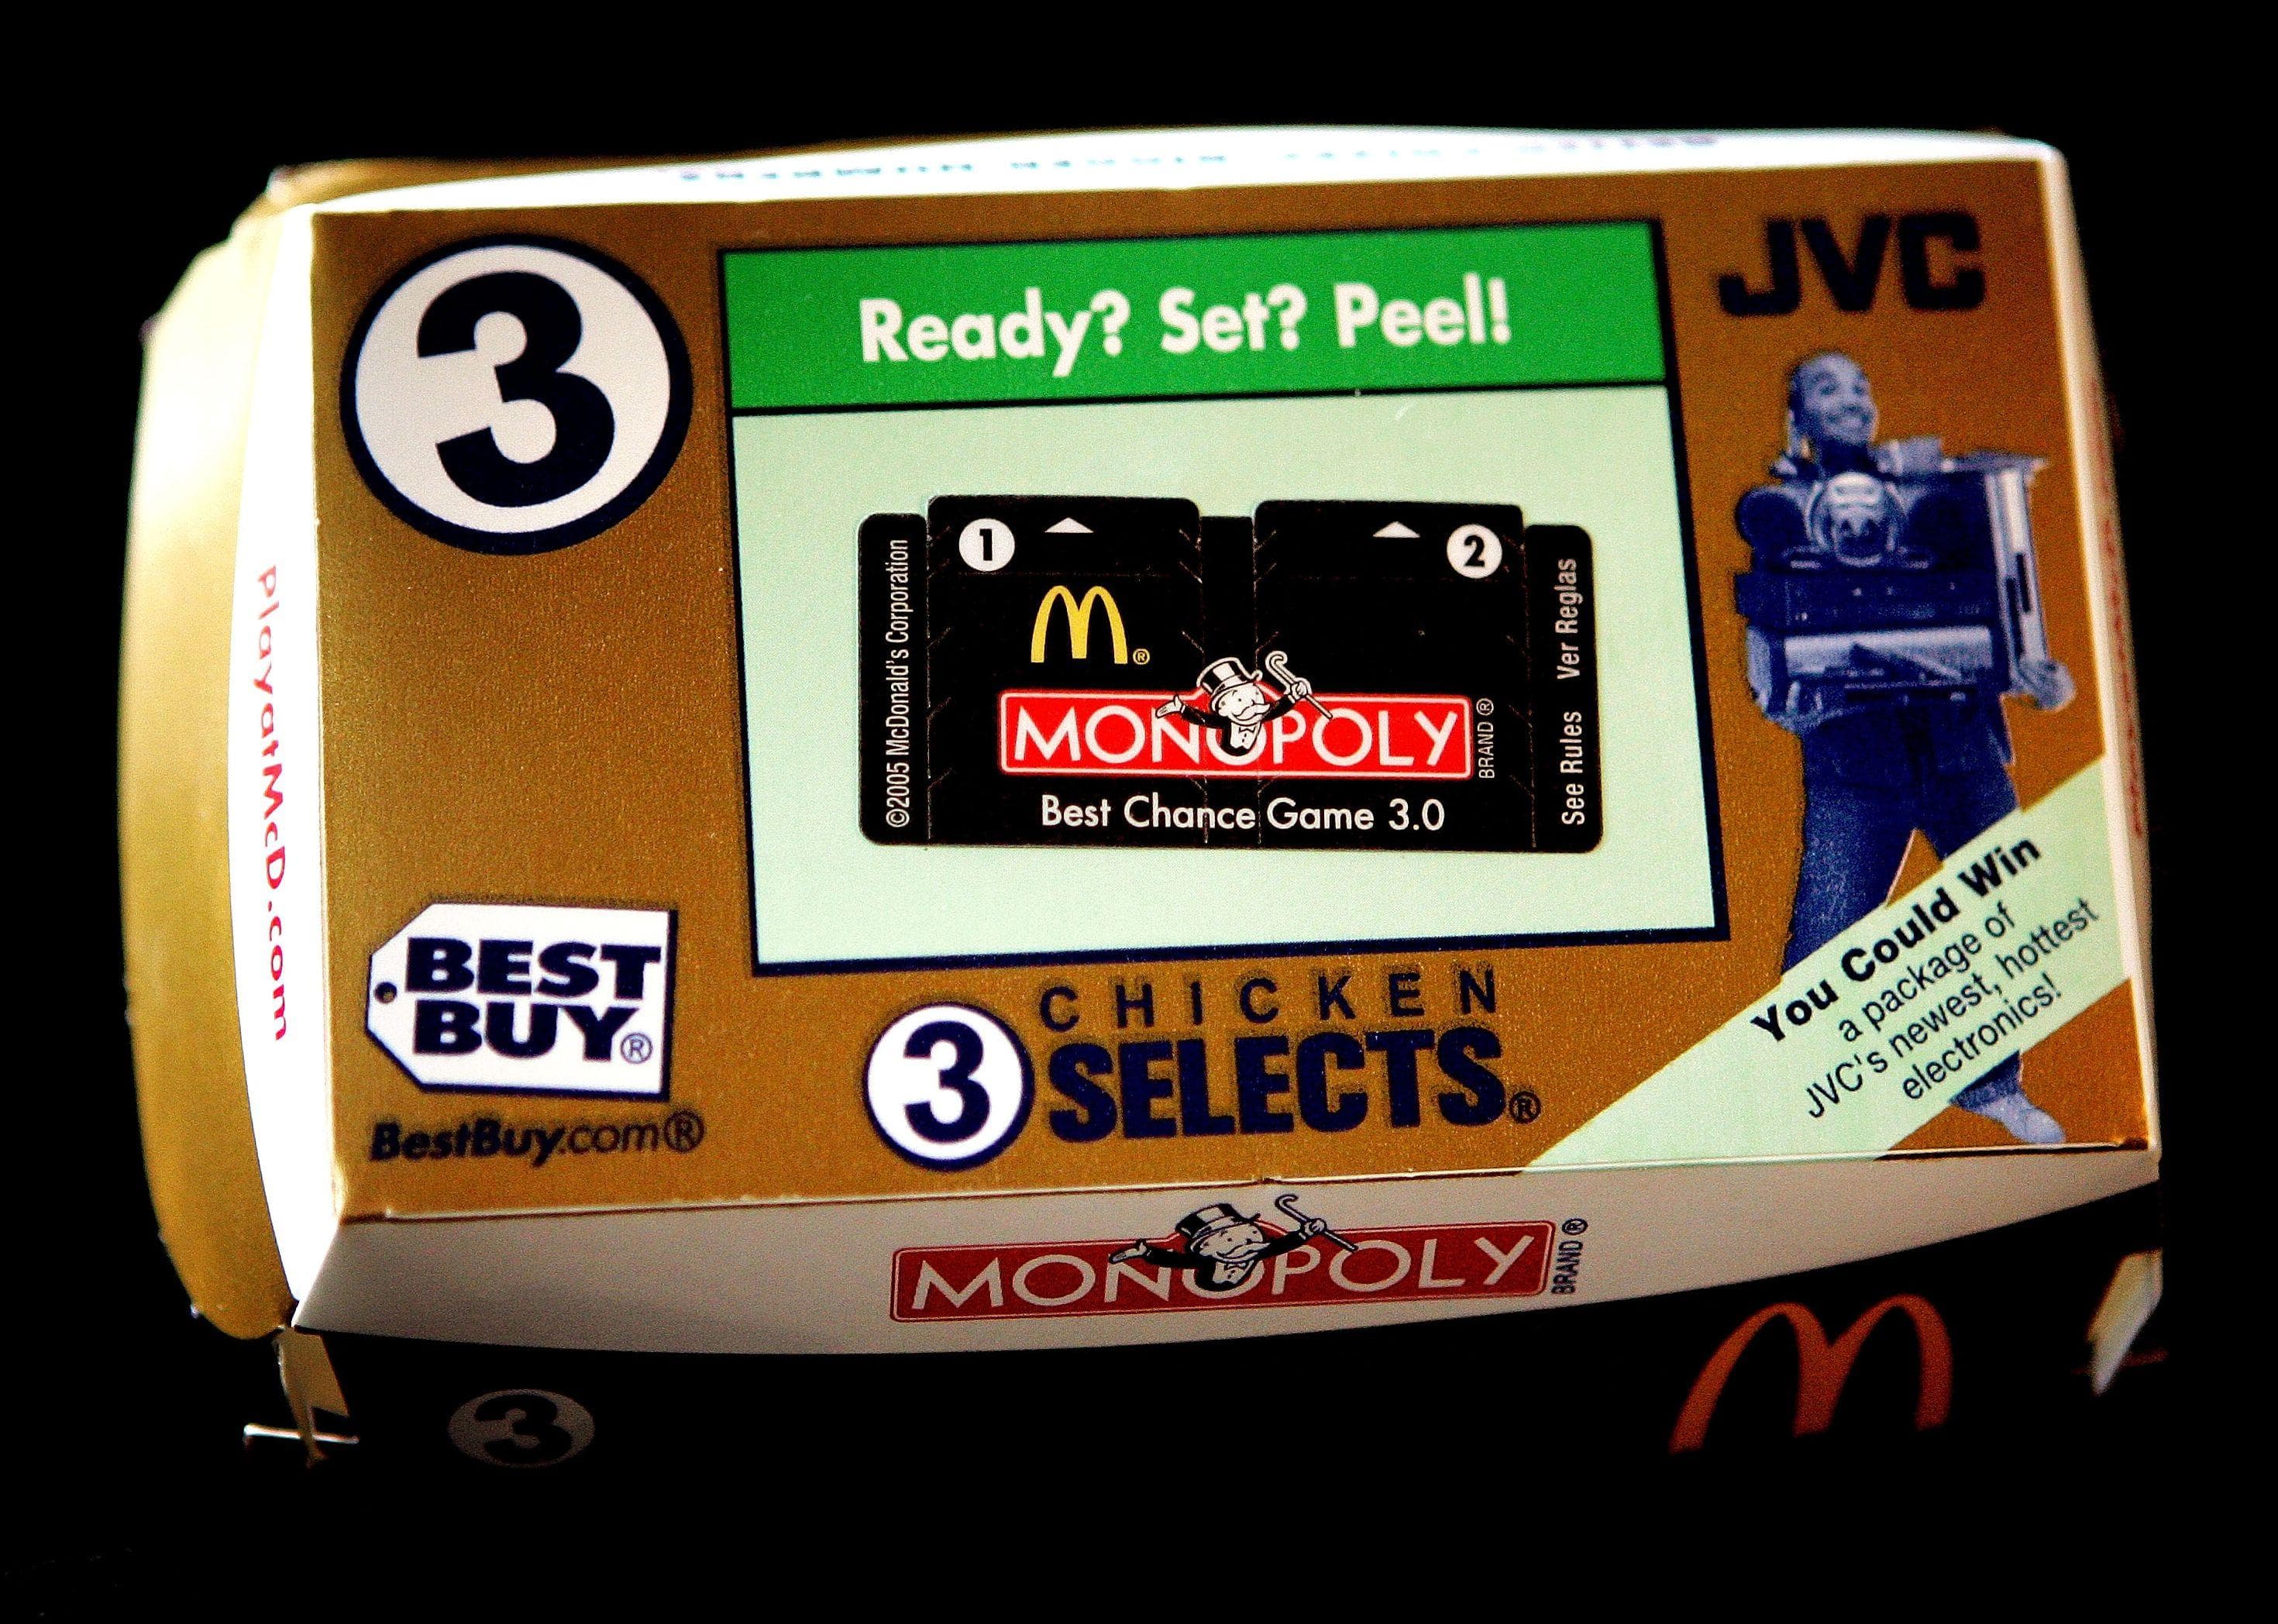 3
Ready? Set? Peel!
JVC
1
2
©2005 McDonald's Corporation
M®
MONOPOLY
BRAND ®
Best Chance Game 3.0
See Rules Ver Reglas
PlayatMcD.com
BEST
BUY®
BestBuy.com®
3 CHICKEN
SELECTS®
You Could Win
a package of
JVC's newest, hottest
electronics!
MONOPOLY
BRAND ®
3
M